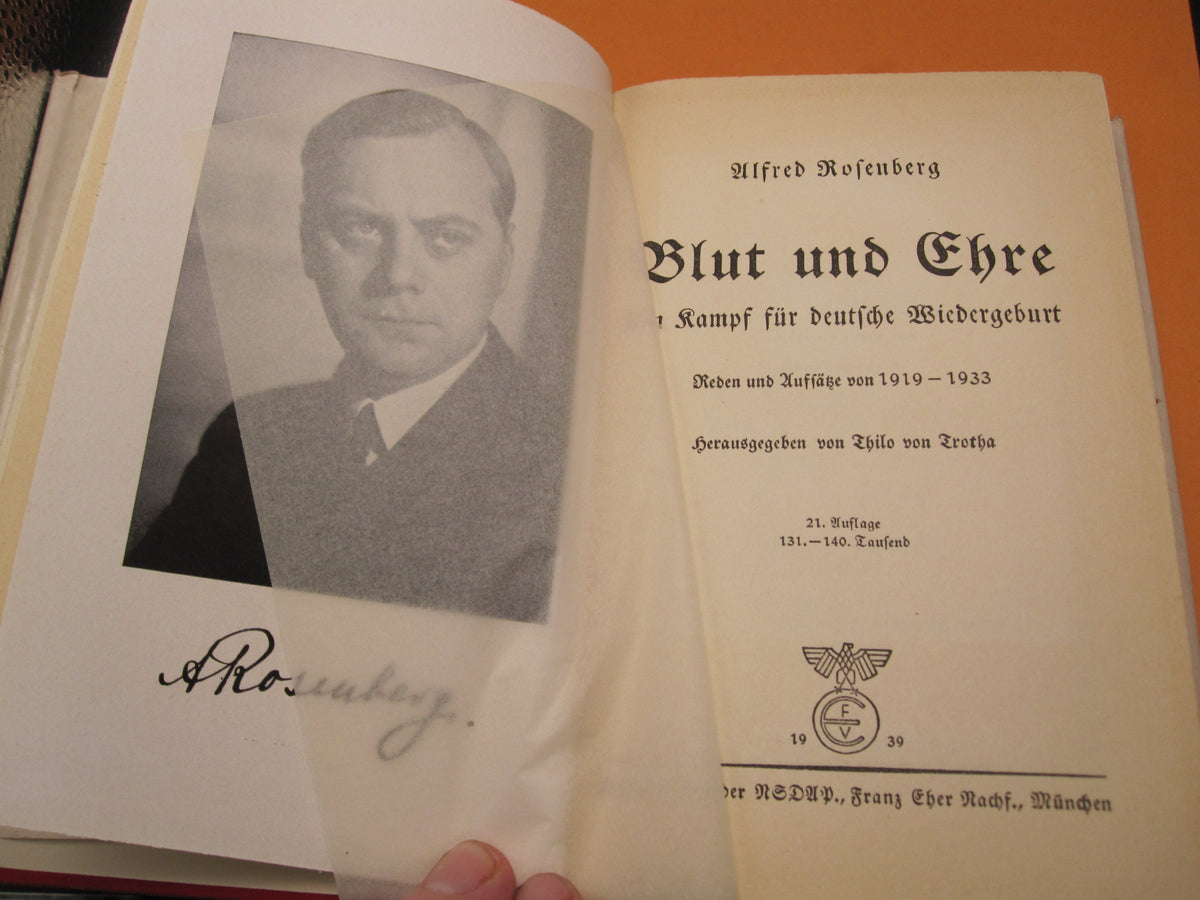 ARosenberg.
Alfred Rosenberg
Blut und Ehre
Kampf für deutsche Wiedergeburt
Reden und Aufsätze von 1919 – 1933
Herausgegeben von Thilo von Trotha
21. Auflage
131.—140. Tausend
F
E
V
19 39
der NSDAP., Franz Eher Nachf., München